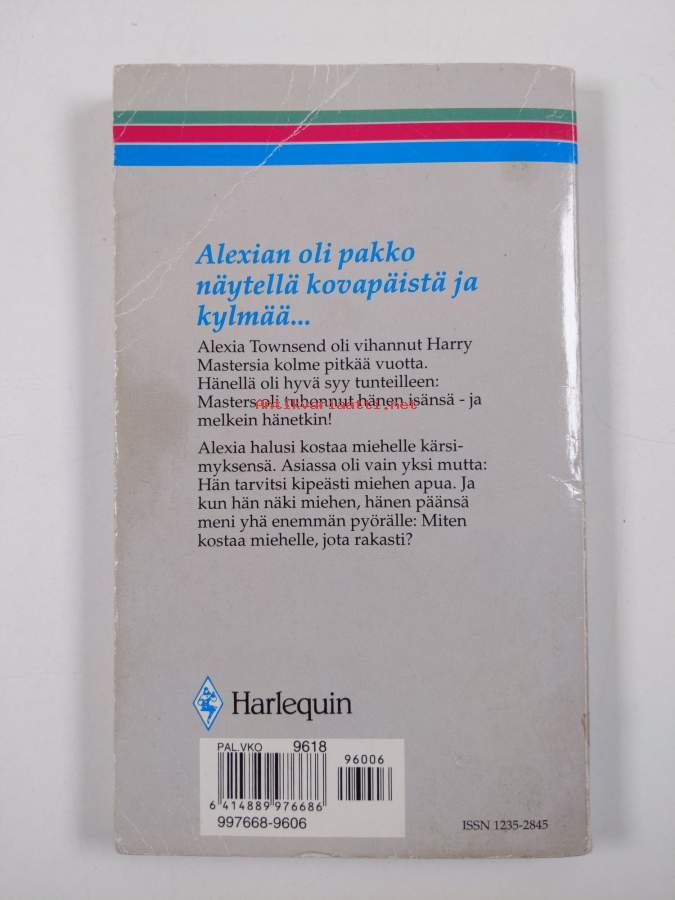 Alexian oli pakko
näytellä kovapäistä ja
kylmää...
Alexia Townsend oli vihannut Harry
Mastersia kolme pitkää vuotta.
Hänellä oli hyvä syy tunteilleen:
Masters oli tuhonnut hänen isänsä - ja
Antikvariaatti.net
melkein hänetkin!
Alexia halusi kostaa miehelle kärsi-
myksensä. Asiassa oli vain yksi mutta:
Hän tarvitsi kipeästi miehen apua. Ja
kun hän näki miehen, hänen päänsä
meni yhä enemmän pyörälle: Miten
kostaa miehelle, jota rakasti?
Harlequin
PAL.VKO 9618
96006
6 414889 976686
997668-9606
ISSN 1235-2845